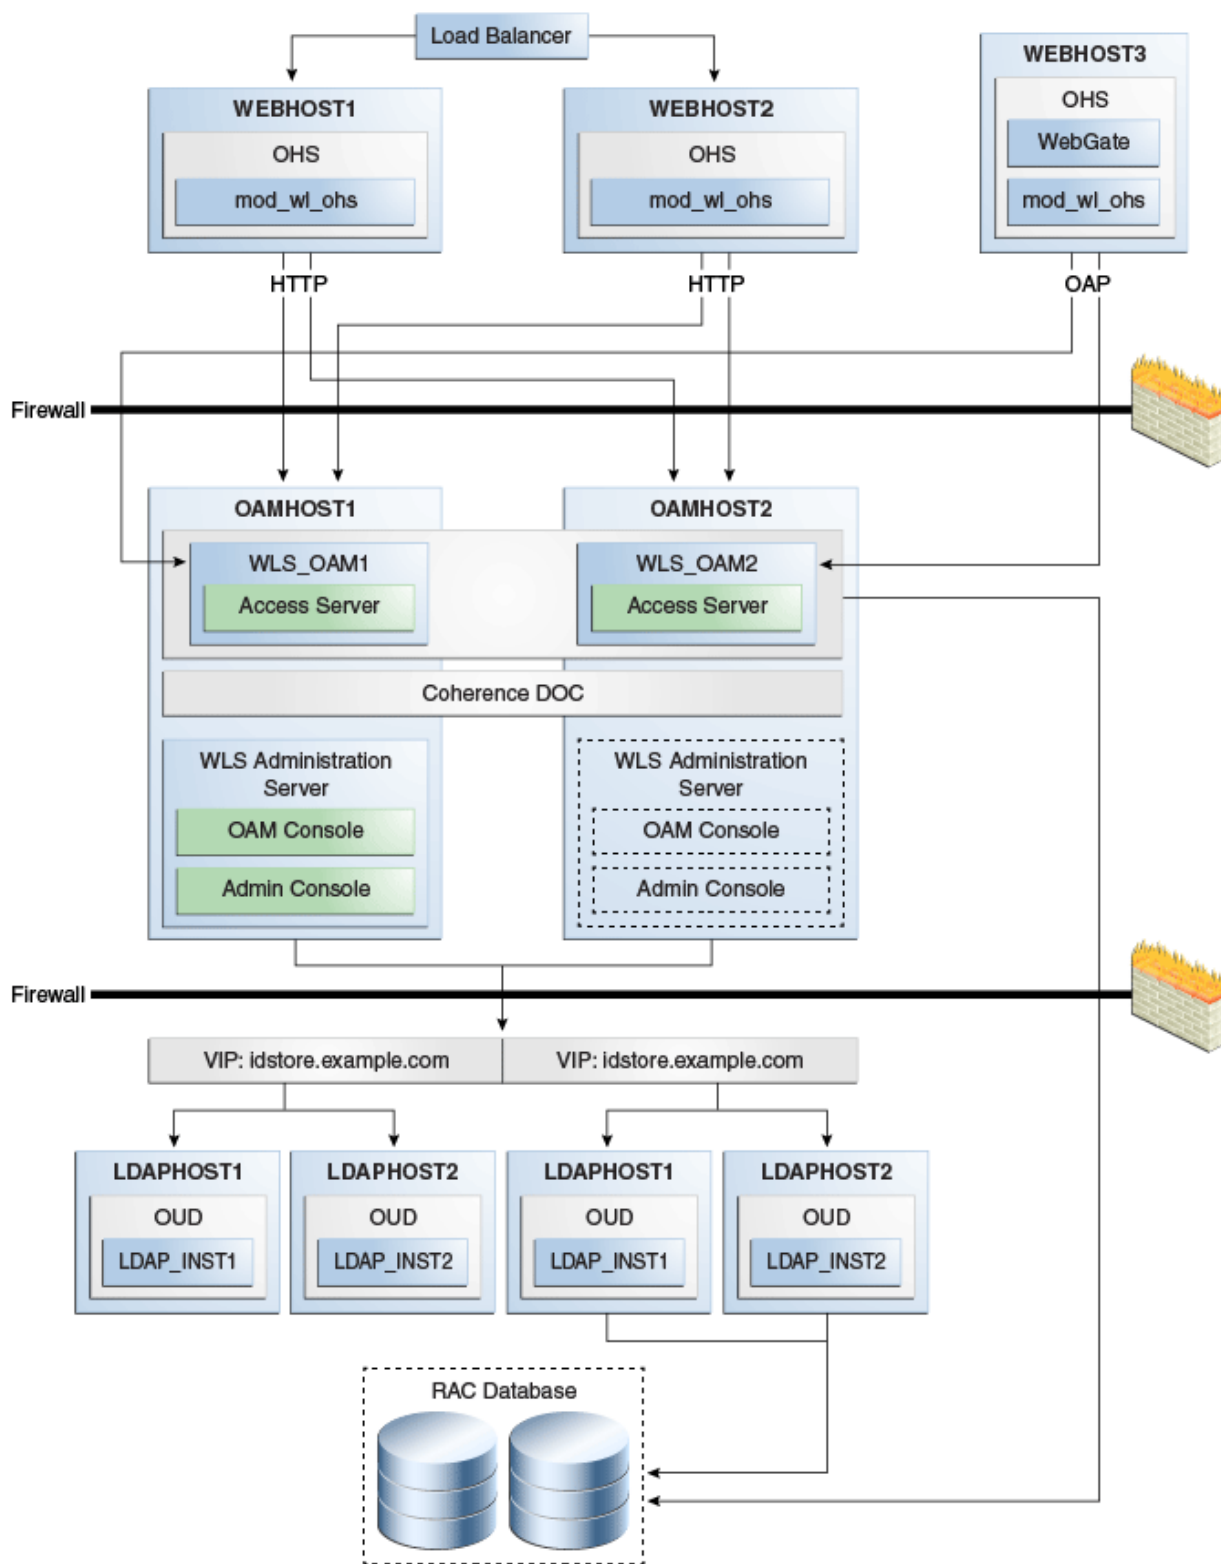 Load Balancer
WEBHOST1
OHS
mod_wl_ohs
WEBHOST2
OHS
mod_wl_ohs
WEBHOST3
OHS
WebGate
mod_wl_ohs
HTTP
HTTP
OAP
Firewall
OAMHOST1
OAMHOST2
WLS_OAM1
Access Server
WLS_OAM2
Access Server
Coherence DOC
WLS Administration
Server
OAM Console
Admin Console
WLS Administration
Server
OAM Console
Admin Console
Firewall
VIP: idstore.example.com
VIP: idstore.example.com
LDAPHOST1
OUD
LDAP_INST1
LDAPHOST2
OUD
LDAP_INST2
LDAPHOST1
OUD
LDAP_INST1
LDAPHOST2
OUD
LDAP_INST2
RAC Database